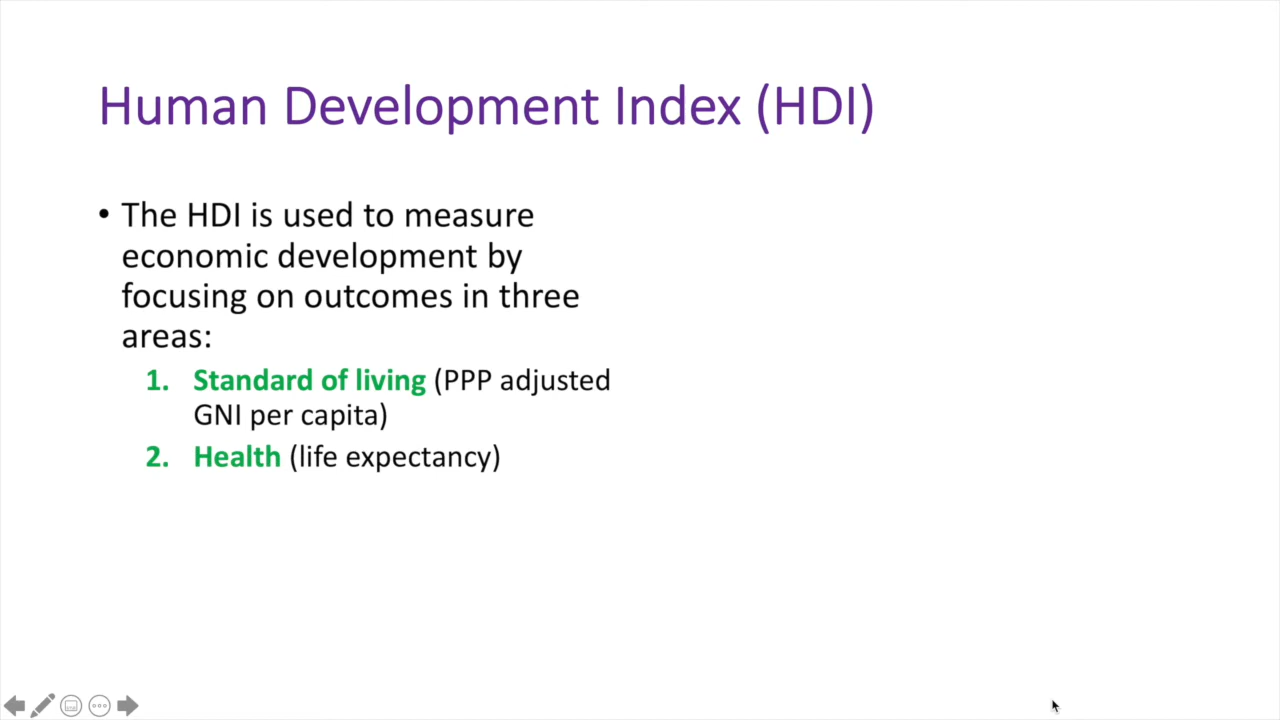 Human Development Index (HDI)
• The HDI is used to measure
economic development by
focusing on outcomes in three
areas:
1. Standard of living (PPP adjusted
GNI per capita)
2. Health (life expectancy)